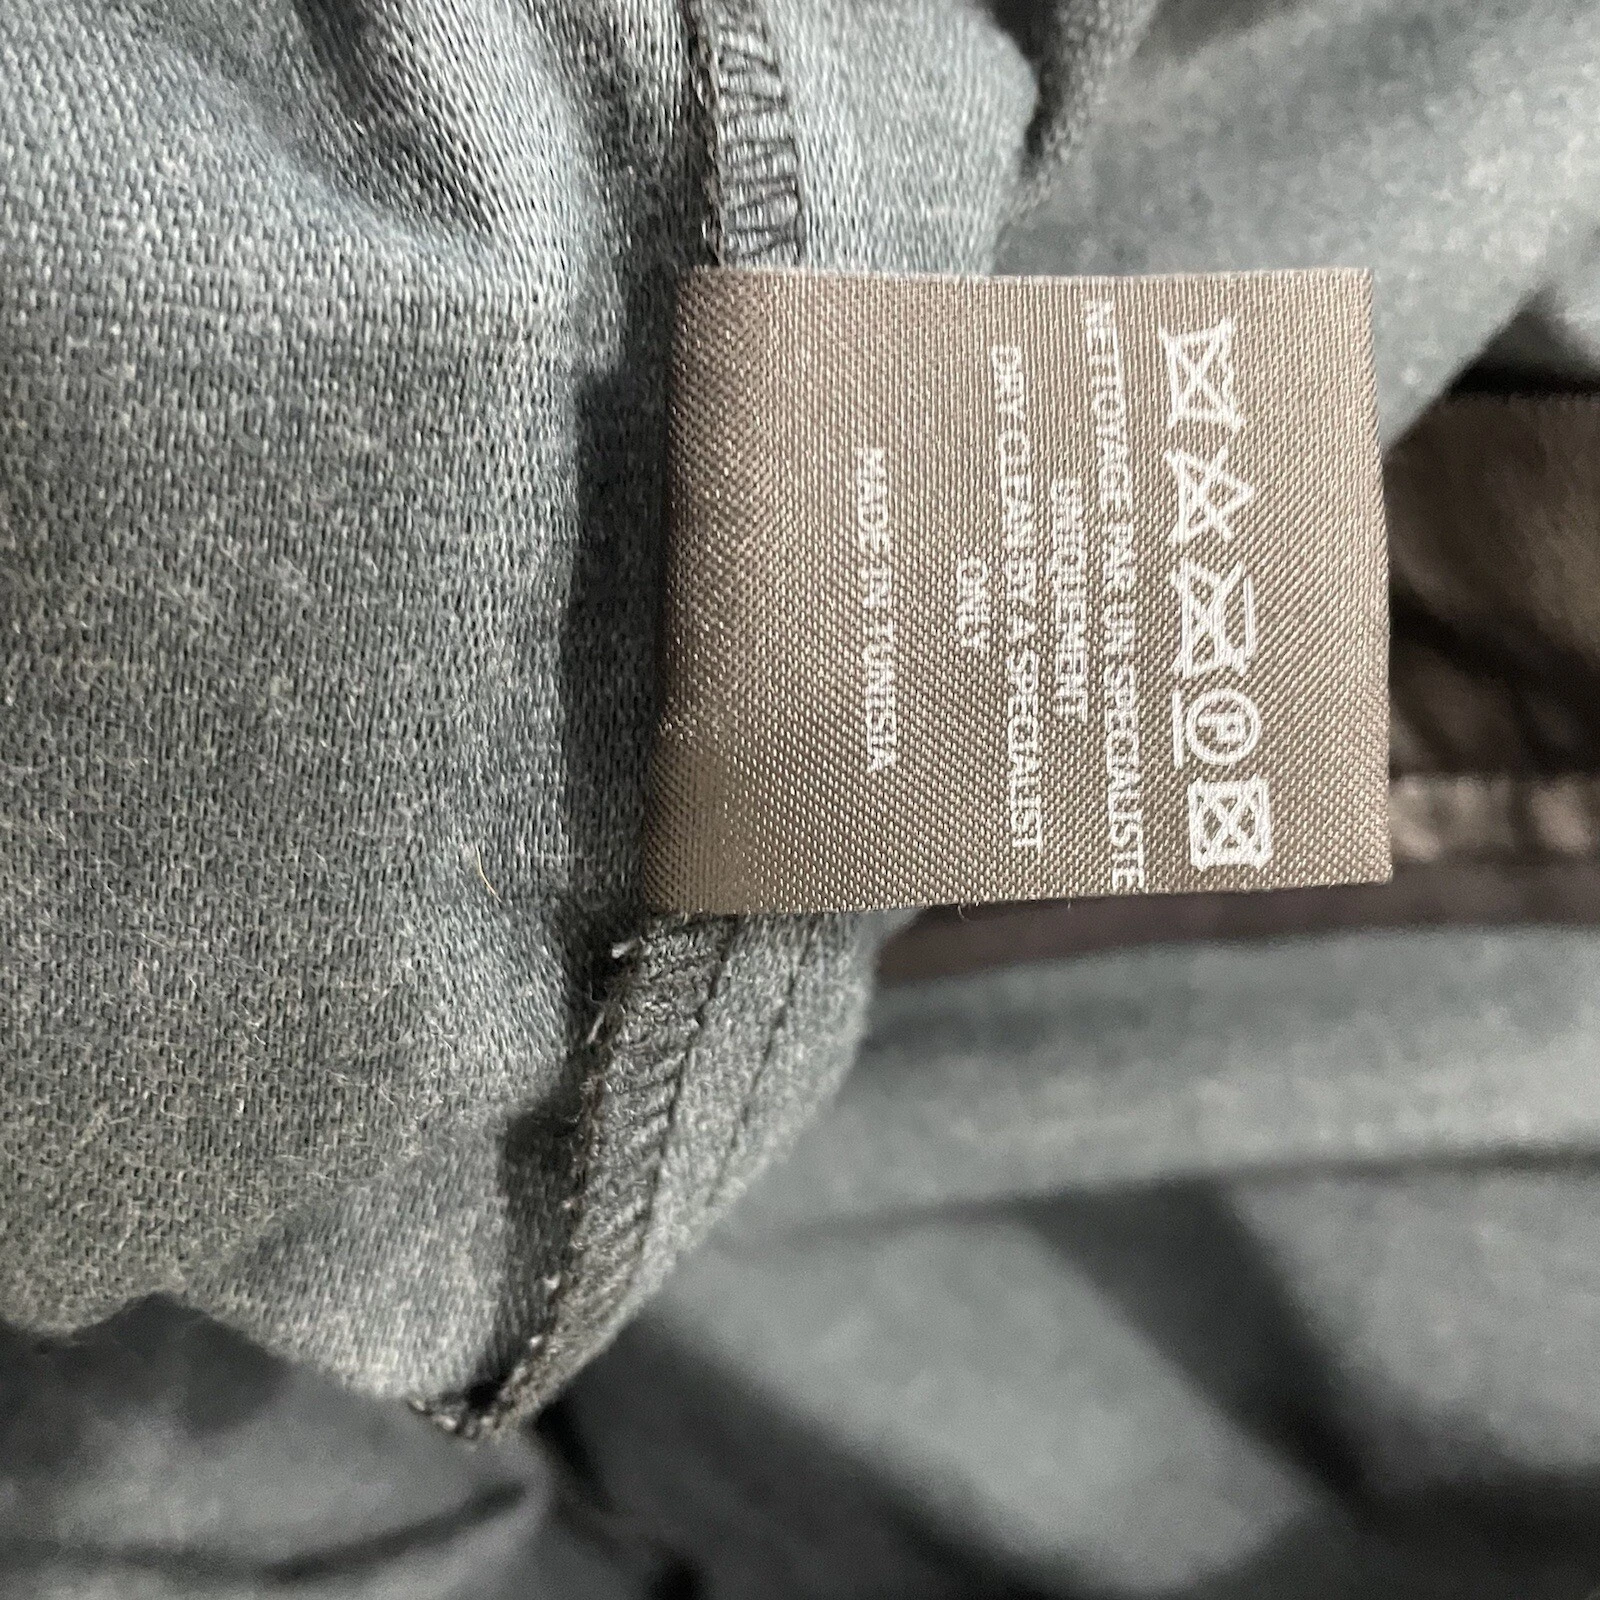 P
NETTOYAGE PAR UN SPECIALISTE
UNIQUEMENT
DRY CLEAN BY A SPECIALIST
ONLY
MADE IN TUNISIA